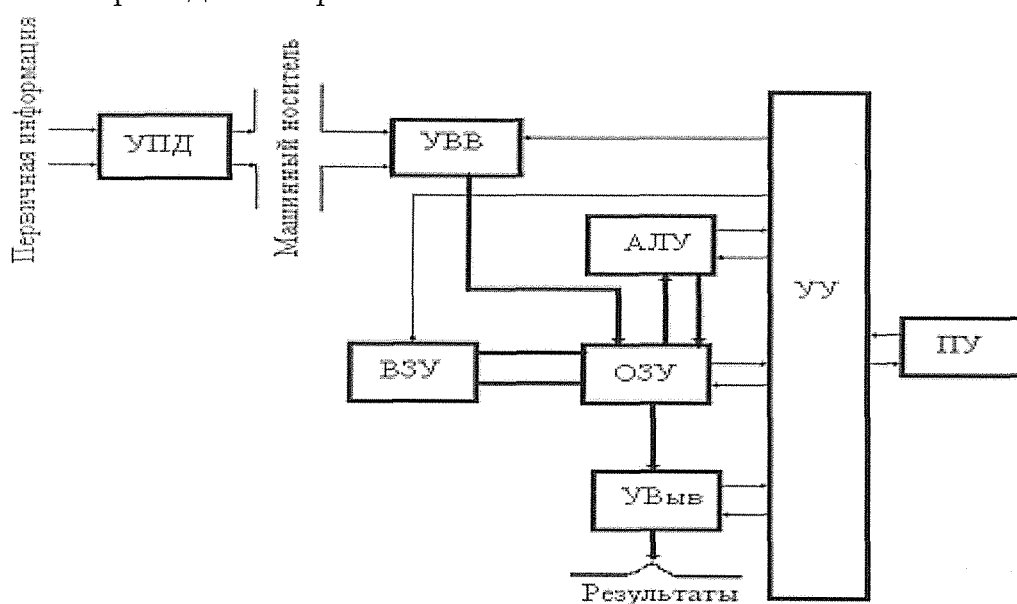 Первичная информация
УПД
Машинный носитель
УВВ
АЛУ
УУ
ПУ
ВЗУ
ОЗУ
УВыв
Результаты